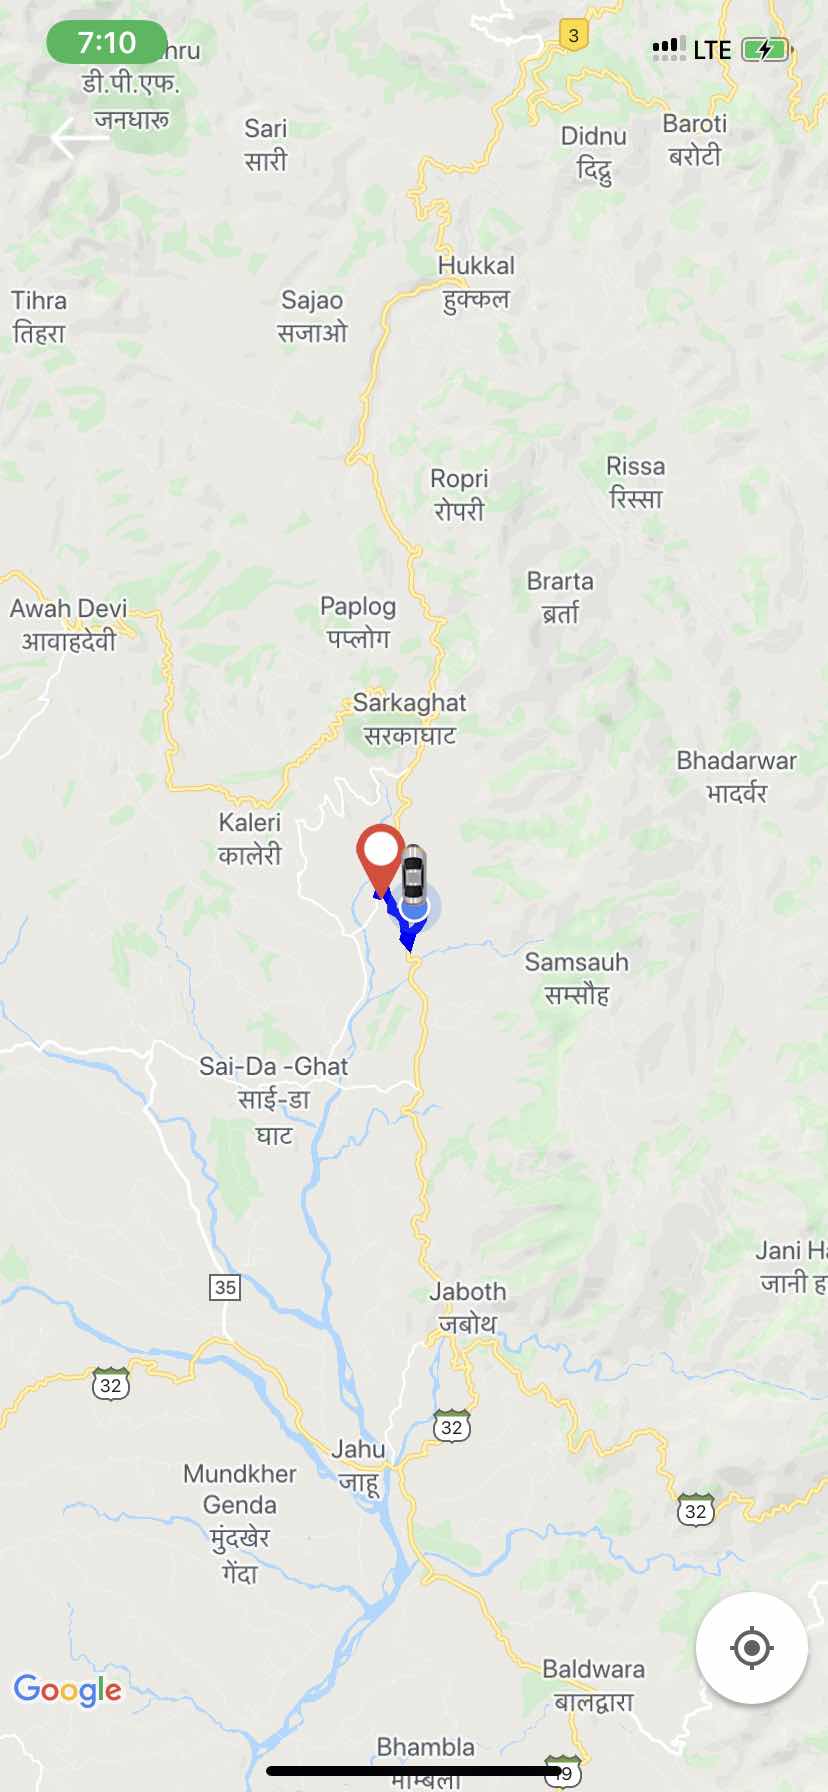 7:10
LTE
3
hru
डी.पी.एफ.
जनधारू
Sari
सारी
Didnu
दिद्नु
Baroti
बरोटी
Hukkal
हुक्कल
Tihra
तिहरा
Sajao
सजाओ
Ropri
रोपरी
Rissa
रिस्सा
Brarta
ब्रर्ता
Awah Devi
आवाहदेवी
Paplog
पप्लोग
Sarkaghat
सरकाघाट
Bhadarwar
भादर्वर
Kaleri
कालेरी
Samsauh
सम्सौह
Sai-Da -Ghat
साई-डा
घाट
Jani Ha
जानी ह
35
Jaboth
जबोथ
32
32
Jahu
जाहू
Mundkher
Genda
मुंदखेर
गेंदा
32
Baldwara
बालद्वारा
Google
Bhambla
भाम्बला
19